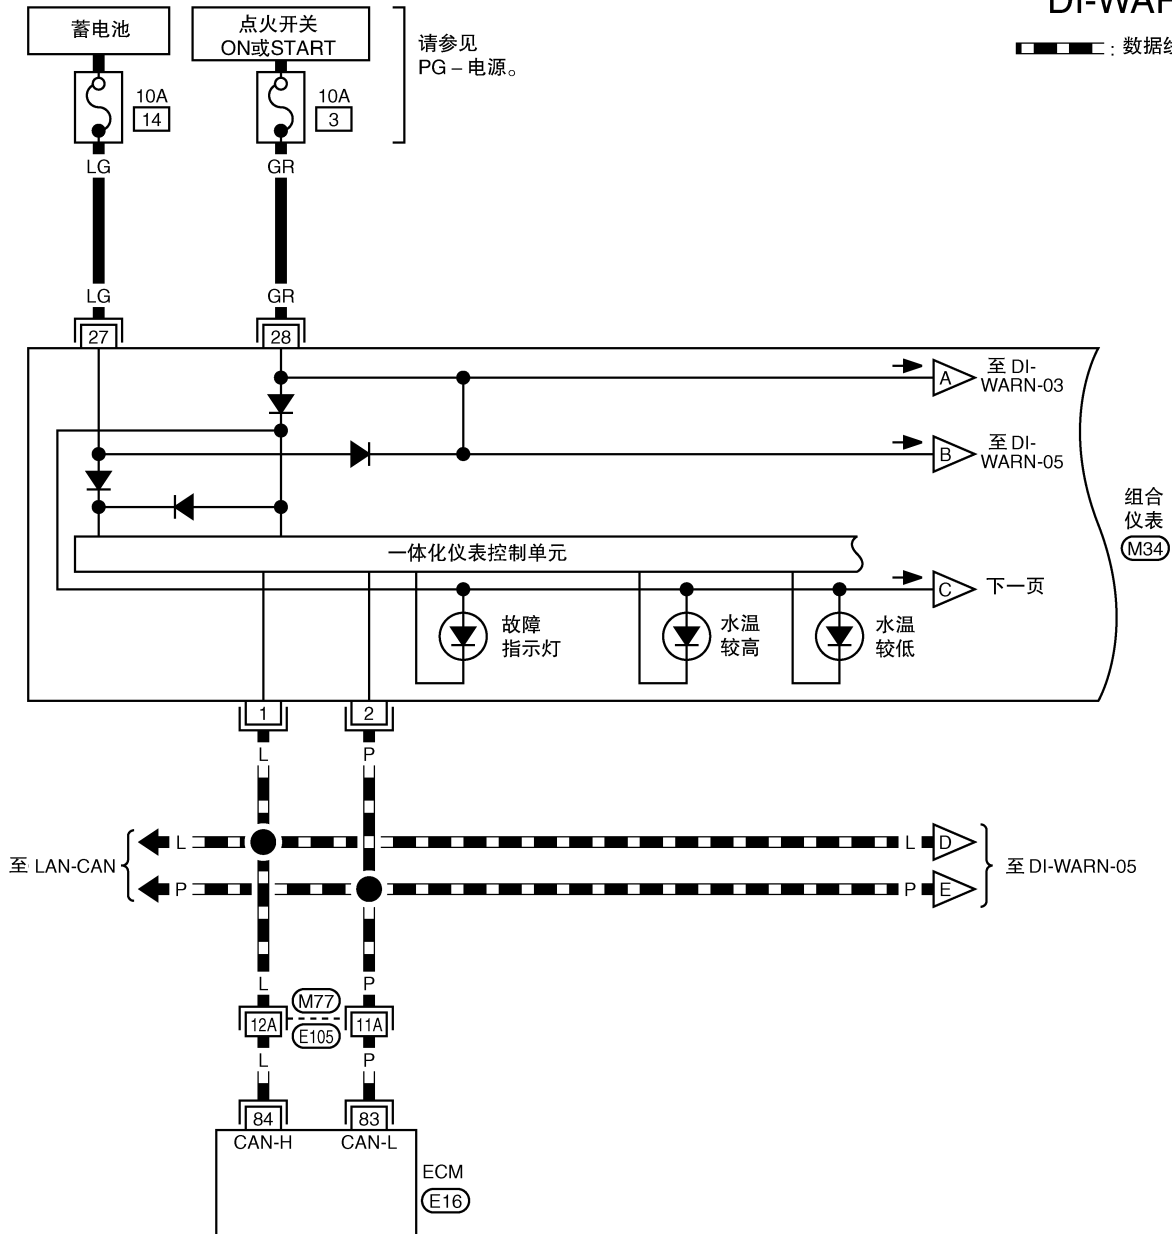 DI-WAR
: 数据线
蓄电池
点火开关
ON或START
请参见
PG – 电源。
10A
14
10A
3
LG
GR
LG
GR
27
28
A
至 DI-
WARN-03
B
至 DI-
WARN-05
组合
仪表
M34
一体化仪表控制单元
C
下一页
故障
指示灯
水温
较高
水温
较低
1
2
L
P
至 LAN-CAN
L
L
D
P
P
E
至 DI-WARN-05
L
P
M77
12A
11A
E105
L
P
84
83
CAN-H
CAN-L
ECM
E16